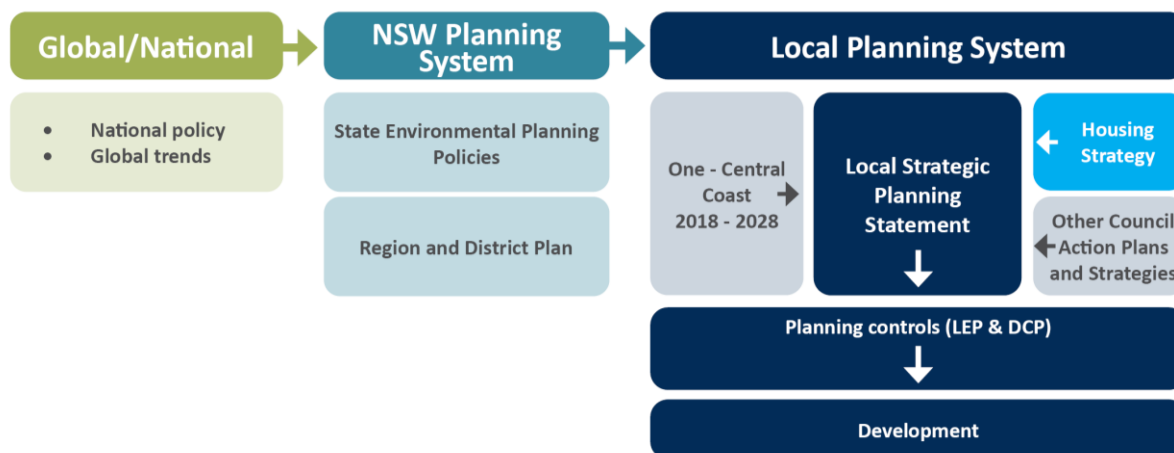 Global/National
NSW Planning
System
Local Planning System
• National policy
• Global trends
State Environmental Planning
Policies
Region and District Plan
One - Central
Coast
2018 - 2028
Local Strategic
Planning
Statement
Housing
Strategy
Other Council
Action Plans
and Strategies
Planning controls (LEP & DCP)
Development